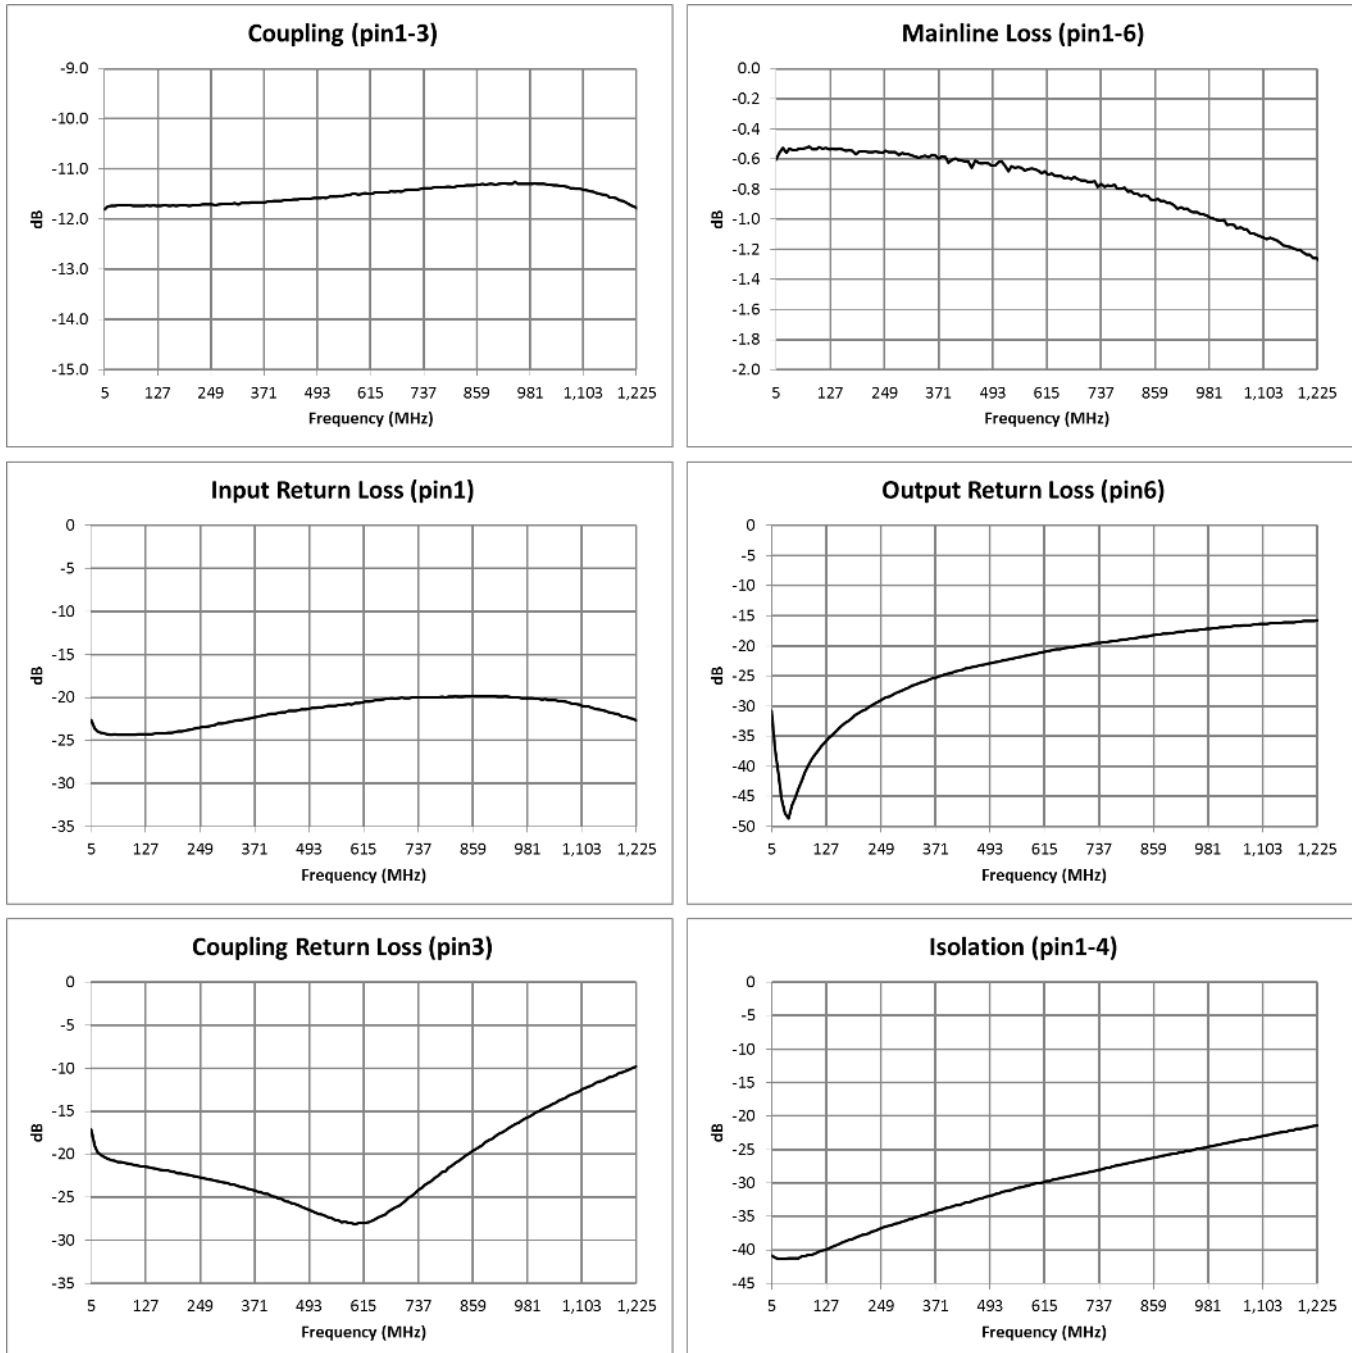 Coupling (pin1-3)
-9.0
-10.0
-11.0
-12.0
-13.0
-14.0
-15.0
dB
5 127 249 371 493 615 737 859 981 1,103 1,225
Frequency (MHz)
Mainline Loss (pin1-6)
0.0
-0.2
-0.4
-0.6
-0.8
-1.0
-1.2
-1.4
-1.6
-1.8
-2.0
dB
5 127 249 371 493 615 737 859 981 1,103 1,225
Frequency (MHz)
Input Return Loss (pin1)
0
-5
-10
-15
-20
-25
-30
-35
dB
5 127 249 371 493 615 737 859 981 1,103 1,225
Frequency (MHz)
Output Return Loss (pin6)
0
-5
-10
-15
-20
-25
-30
-35
-40
-45
-50
dB
5 127 249 371 493 615 737 859 981 1,103 1,225
Frequency (MHz)
Coupling Return Loss (pin3)
0
-5
-10
-15
-20
-25
-30
-35
dB
5 127 249 371 493 615 737 859 981 1,103 1,225
Frequency (MHz)
Isolation (pin1-4)
0
-5
-10
-15
-20
-25
-30
-35
-40
-45
dB
5 127 249 371 493 615 737 859 981 1,103 1,225
Frequency (MHz)